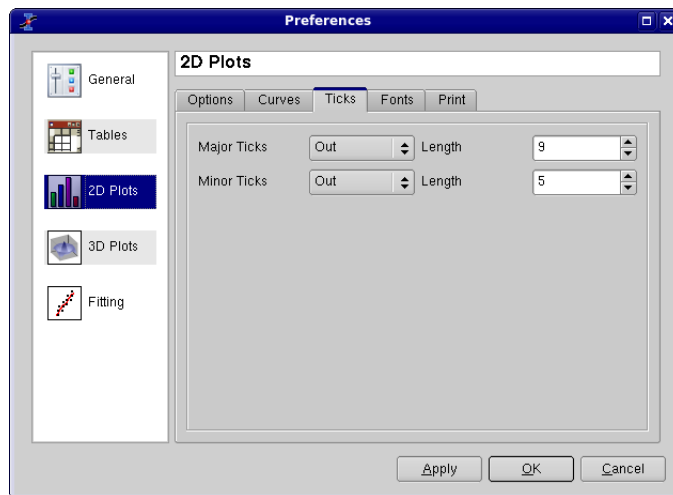 Preferences
General
Tables
2D Plots
3D Plots
Fitting
2D Plots
Options Curves Ticks Fonts Print
Major Ticks Out Length 9
Minor Ticks Out Length 5
Apply OK Cancel